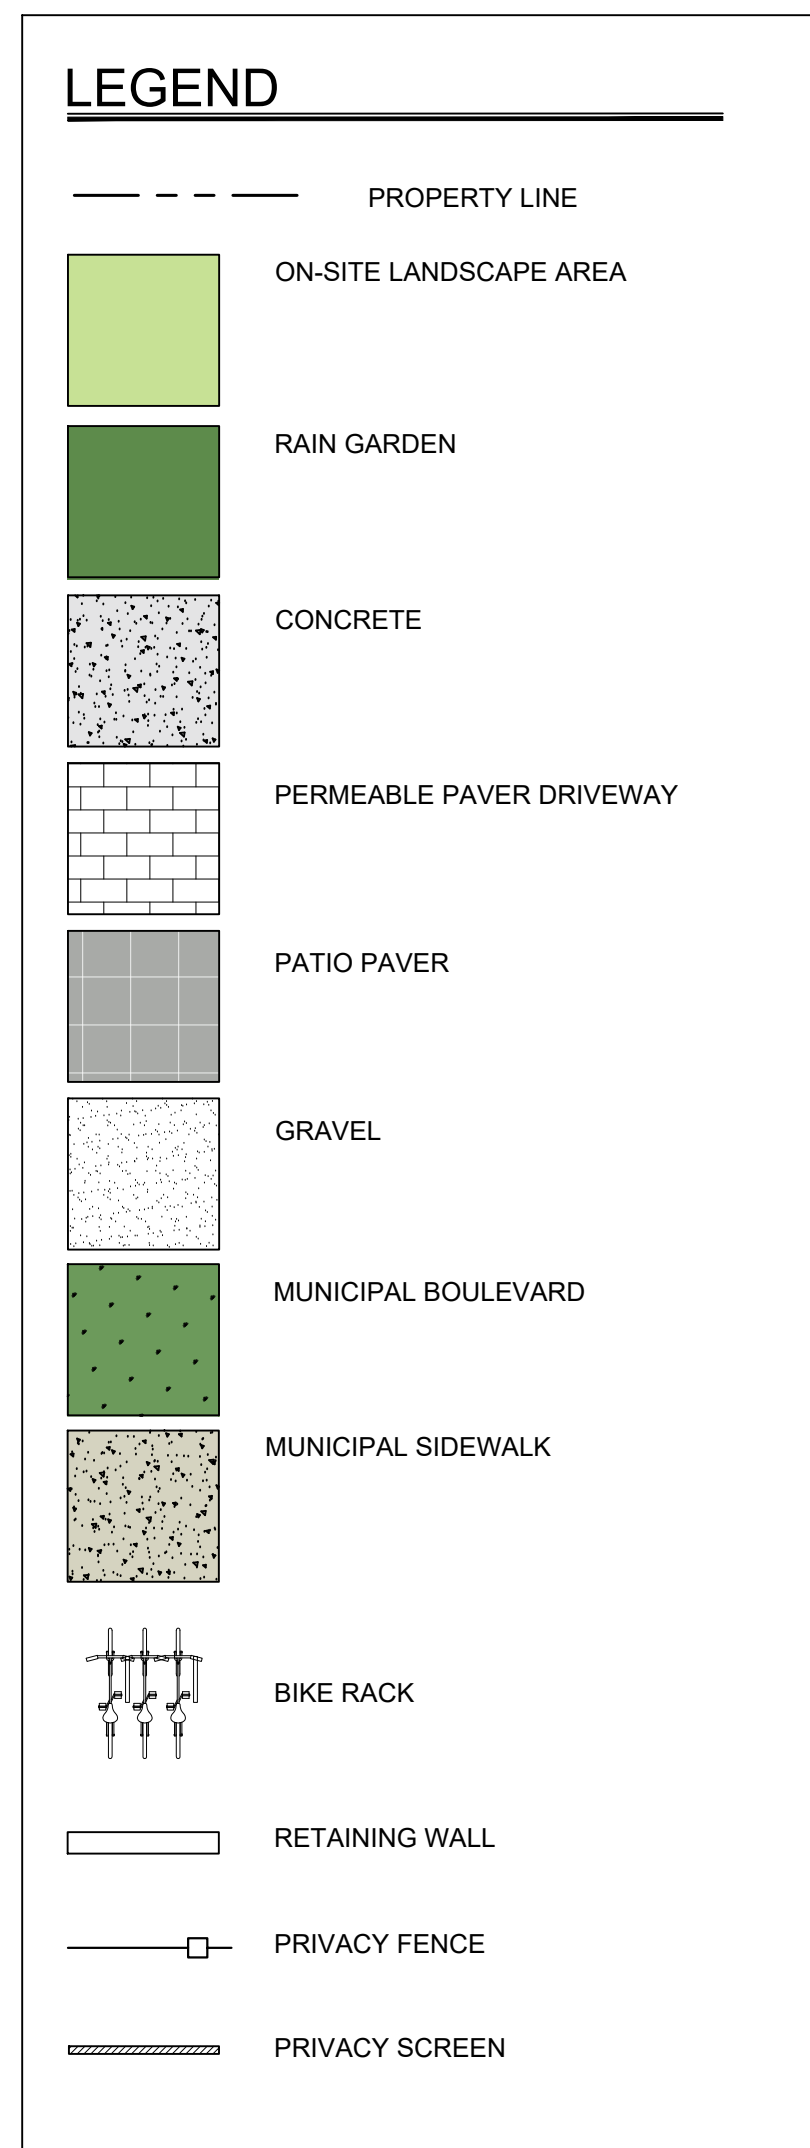 LEGEND
PROPERTY LINE
ON-SITE LANDSCAPE AREA
RAIN GARDEN
CONCRETE
PERMEABLE PAVER DRIVEWAY
PATIO PAVER
GRAVEL
MUNICIPAL BOULEVARD
MUNICIPAL SIDEWALK
BIKE RACK
RETAINING WALL
PRIVACY FENCE
PRIVACY SCREEN